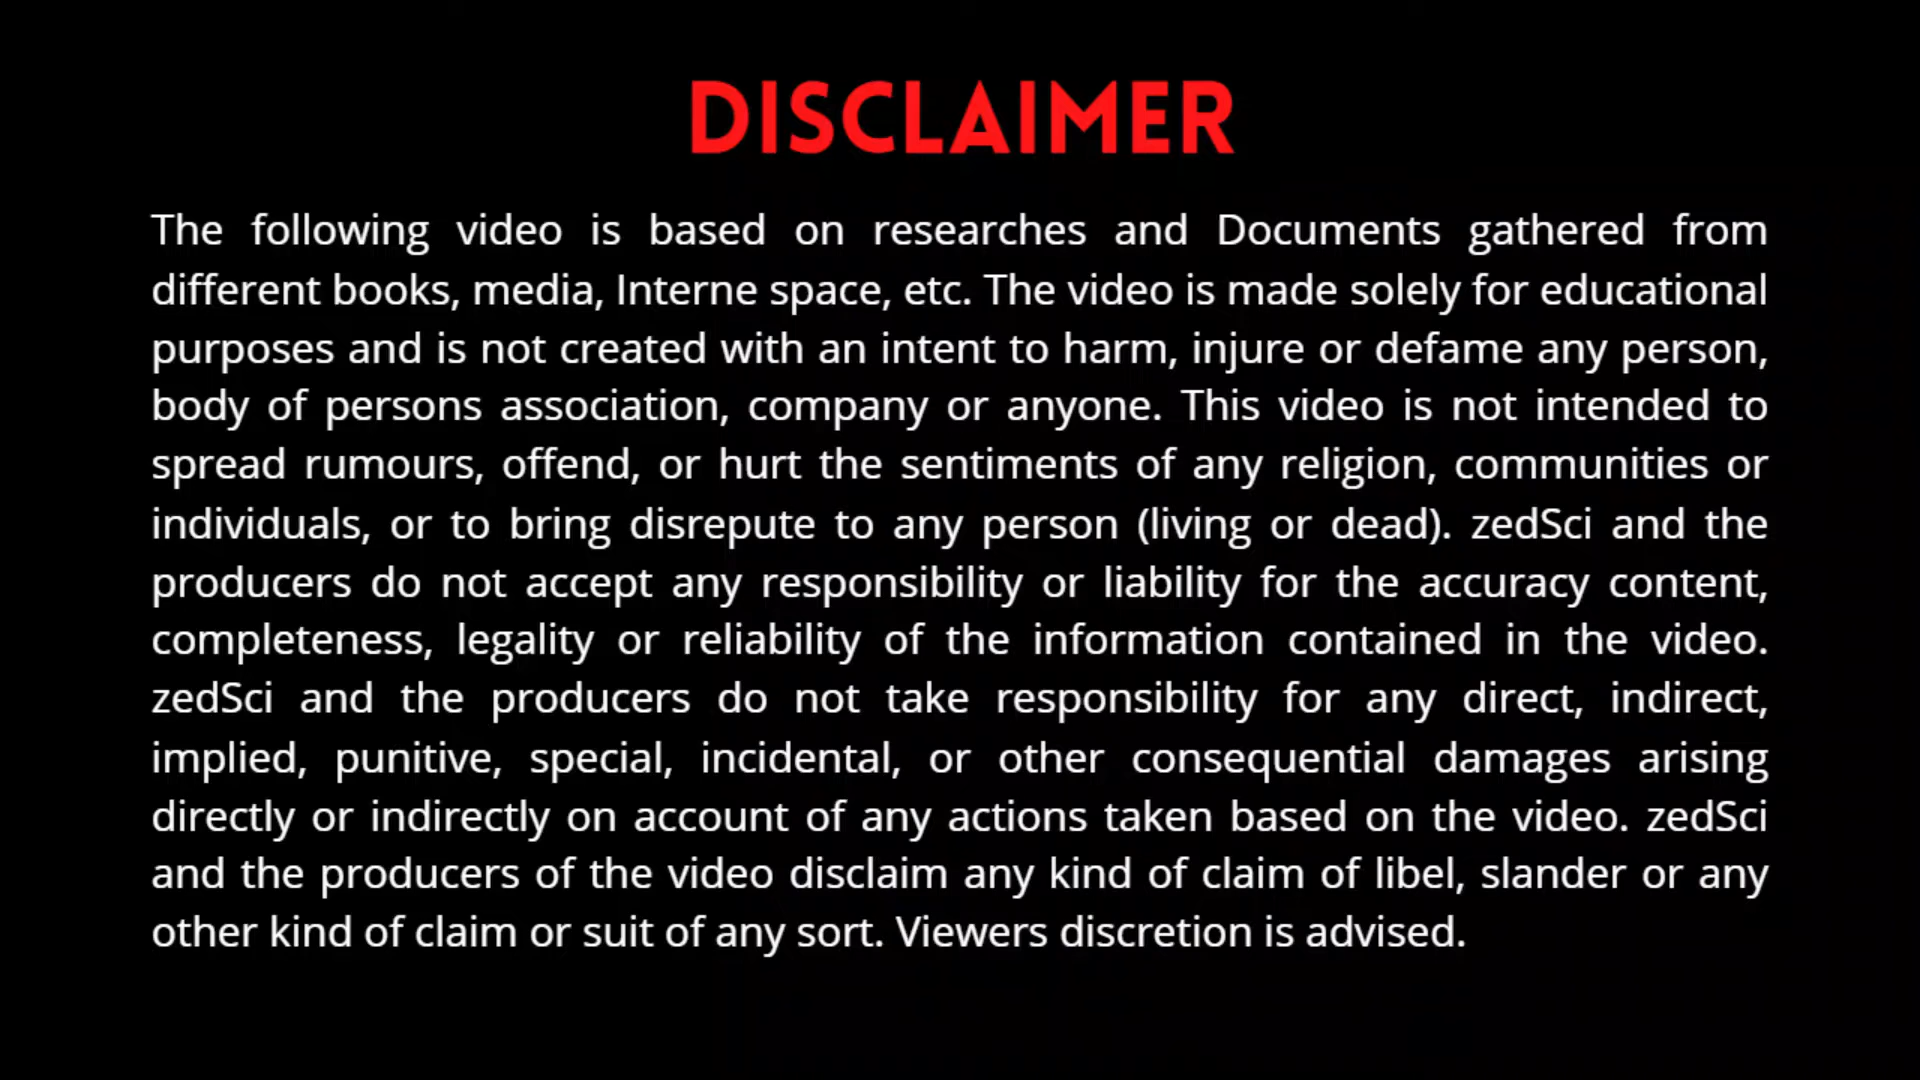 DISCLAIMER
The following video is based on researches and Documents gathered from
different books, media, Interne space, etc. The video is made solely for educational
purposes and is not created with an intent to harm, injure or defame any person,
body of persons association, company or anyone. This video is not intended to
spread rumours, offend, or hurt the sentiments of any religion, communities or
individuals, or to bring disrepute to any person (living or dead). zedSci and the
producers do not accept any responsibility or liability for the accuracy content,
completeness, legality or reliability of the information contained in the video.
zedSci and the producers do not take responsibility for any direct, indirect,
implied, punitive, special, incidental, or other consequential damages arising
directly or indirectly on account of any actions taken based on the video. zedSci
and the producers of the video disclaim any kind of claim of libel, slander or any
other kind of claim or suit of any sort. Viewers discretion is advised.